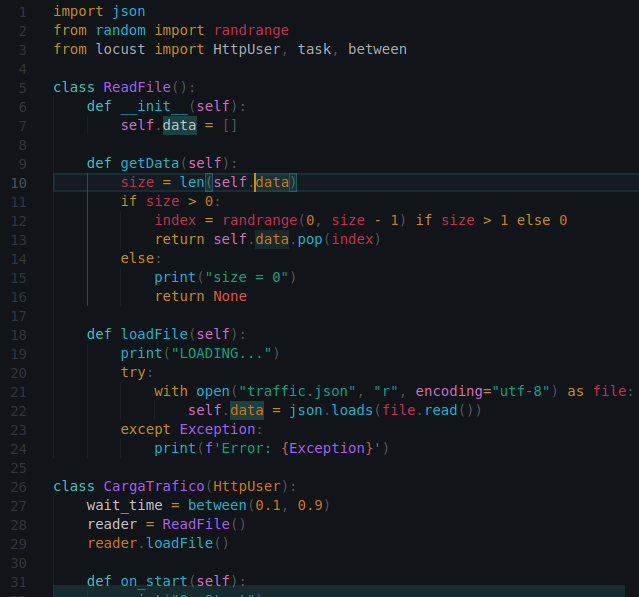 1 import json
2 from random import randrange
3 from locust import HttpUser, task, between
4
5 class ReadFile():
6     def __init__(self):
7         self.data = []
8
9     def getData(self):
10         size = len(self.data)
11         if size > 0:
12             index = randrange(0, size - 1) if size > 1 else 0
13             return self.data.pop(index)
14         else:
15             print("size = 0")
16             return None
17
18     def loadFile(self):
19         print("LOADING...")
20         try:
21             with open("traffic.json", "r", encoding="utf-8") as file:
22                 self.data = json.loads(file.read())
23         except Exception:
24             print(f'Error: {Exception}')
25
26 class CargaTrafico(HttpUser):
27     wait_time = between(0.1, 0.9)
28     reader = ReadFile()
29     reader.loadFile()
30
31     def on_start(self):